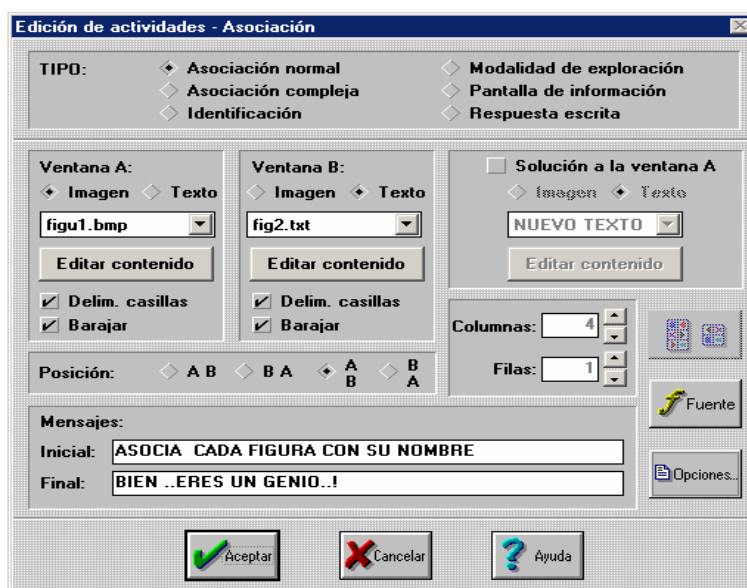 Edición de actividades - Asociación
TIPO:
Asociación normal
Modalidad de exploración
Asociación compleja
Pantalla de información
Identificación
Respuesta escrita
Ventana A:
Imagen Texto
figu1.bmp
Editar contenido
Delim. casillas
Barajar
Ventana B:
Imagen Texto
fig2.txt
Editar contenido
Delim. casillas
Barajar
Solución a la ventana A
Imagen Texto
NUEVO TEXTO
Editar contenido
Columnas: 4
Filas: 1
Posición: A B B A A B B A
Fuente
Mensajes:
Inicial: ASOCIA CADA FIGURA CON SU NOMBRE
Final: BIEN ..ERES UN GENIO..!
Opciones...
Aceptar Cancelar Ayuda